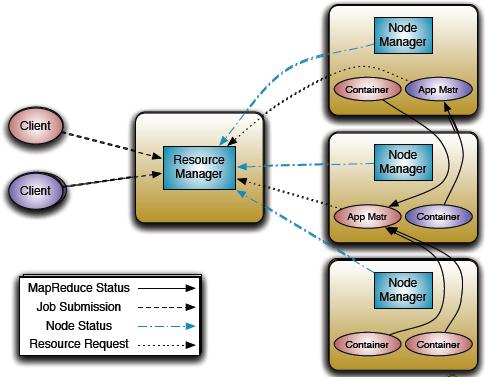 Node
Manager
Container
App Mstr
Client
Resource
Manager
Client
Node
Manager
App Mstr
Container
MapReduce Status
Job Submission
Node Status
Resource Request
Node
Manager
Container
Container